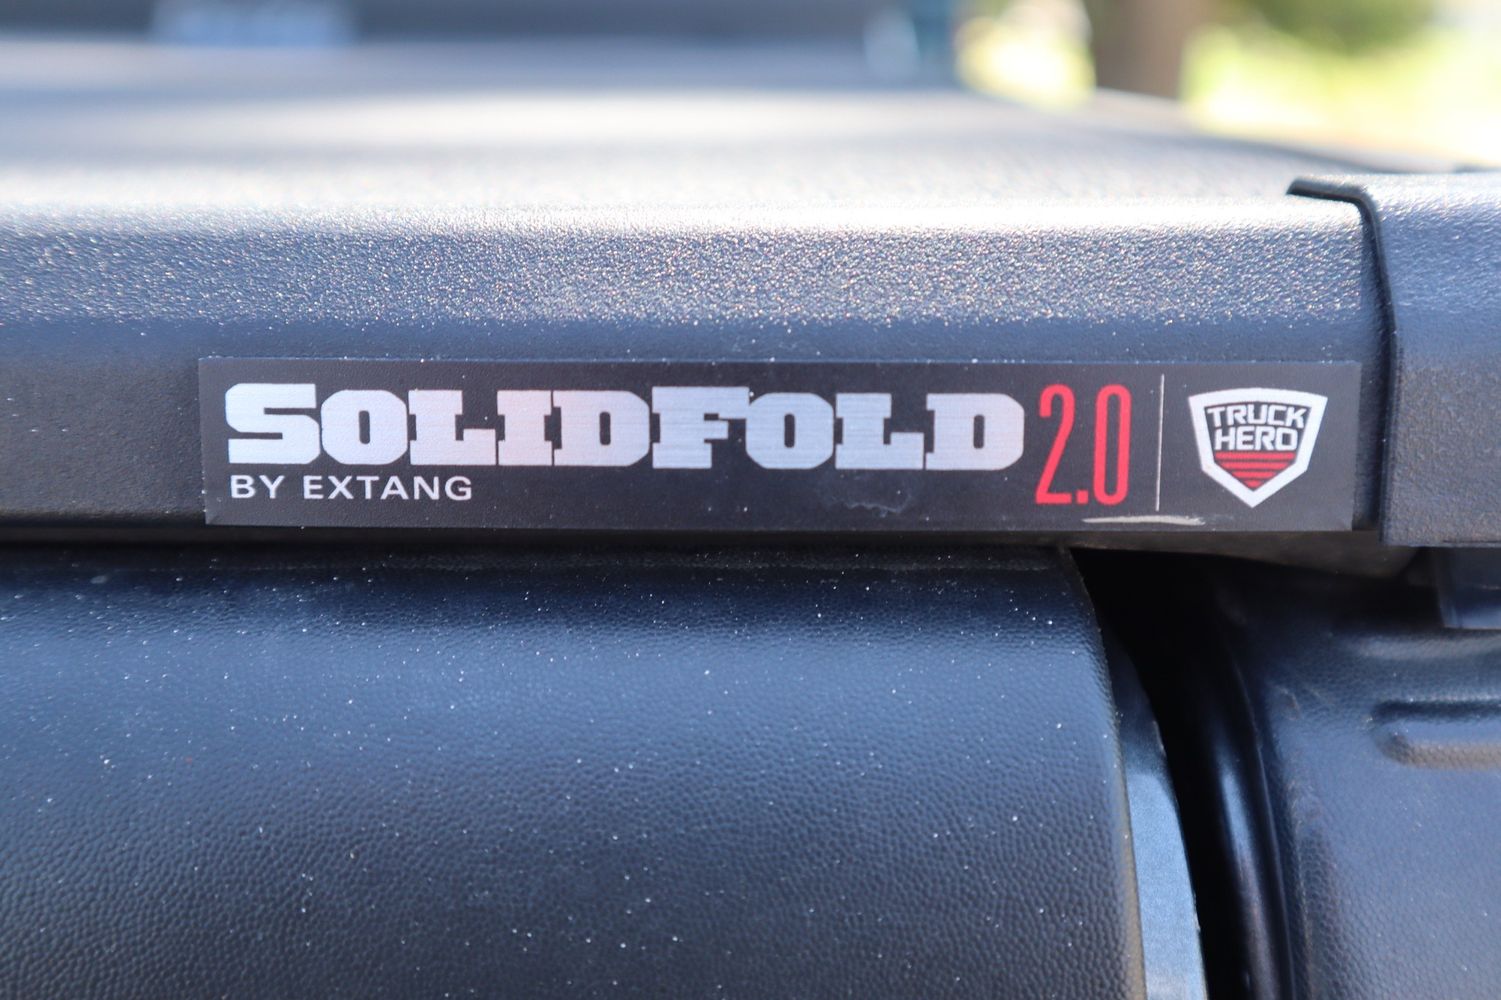 SOLIDFOLD 2.0
BY EXTANG
TRUCK
HERO